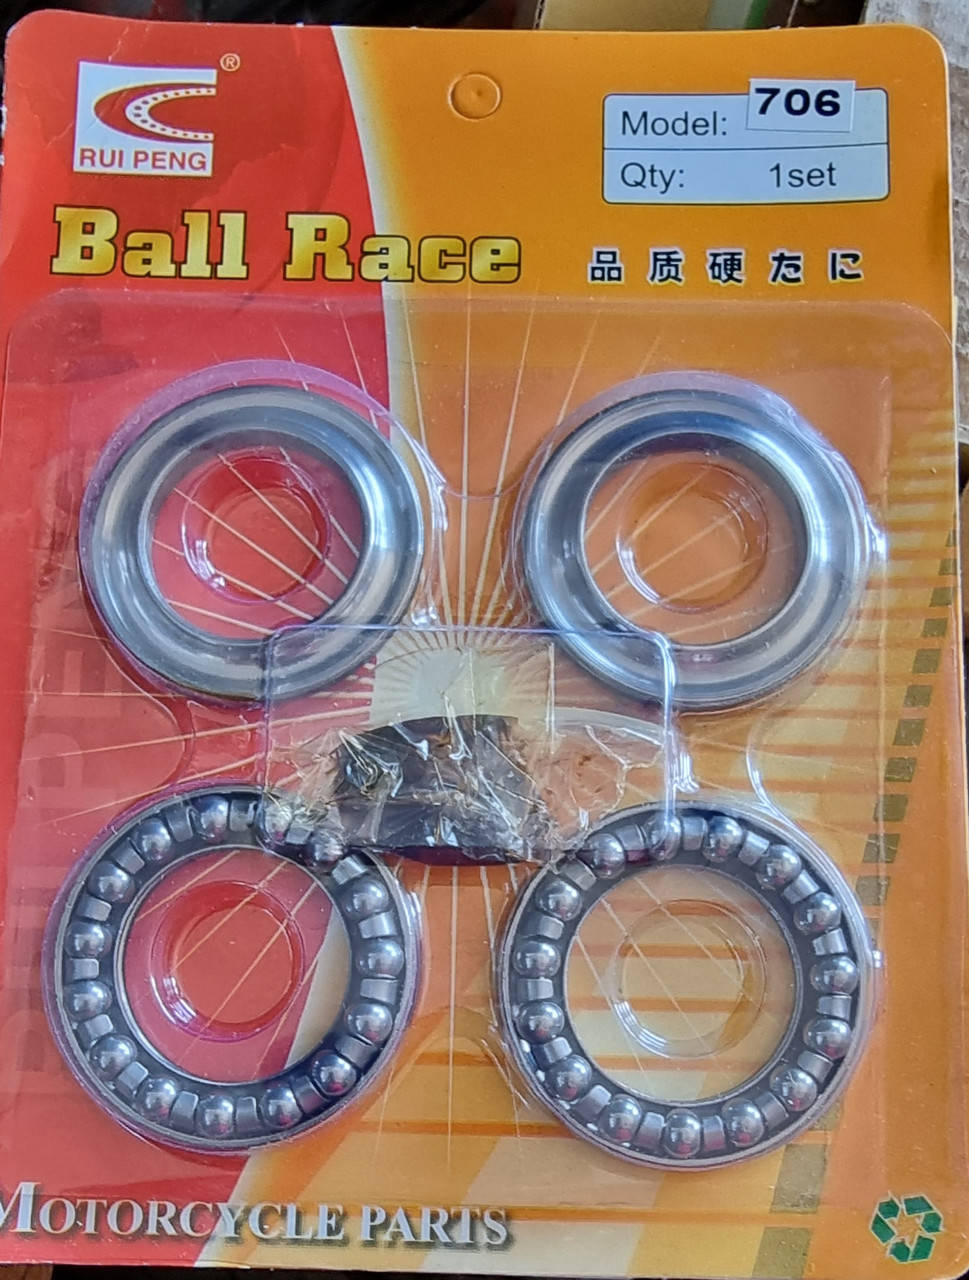 ®
RUI PENG
Model: 706
Qty: 1set
Ball Race
品质硬たに
MOTORCYCLE PARTS